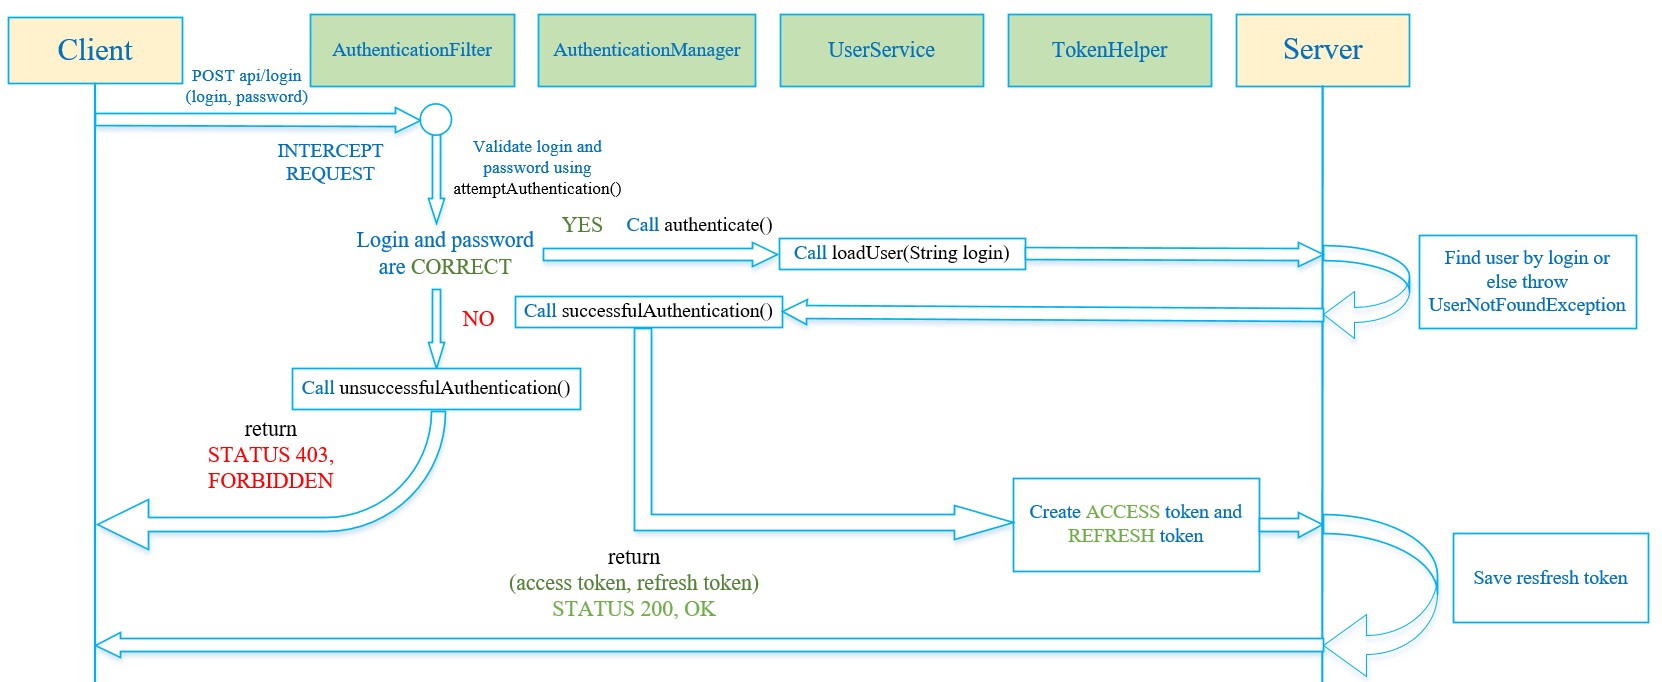 Client
AuthenticationFilter
AuthenticationManager
UserService
TokenHelper
Server
POST api/login
(login, password)
INTERCEPT
REQUEST
Validate login and
password using
attemptAuthentication()
Login and password
are CORRECT
YES
Call authenticate()
Call loadUser(String login)
Find user by login or
else throw
UserNotFoundException
NO
Call successfulAuthentication()
Call unsuccessfulAuthentication()
return
STATUS 403,
FORBIDDEN
Create ACCESS token and
REFRESH token
Save resfresh token
return
(access token, refresh token)
STATUS 200, OK